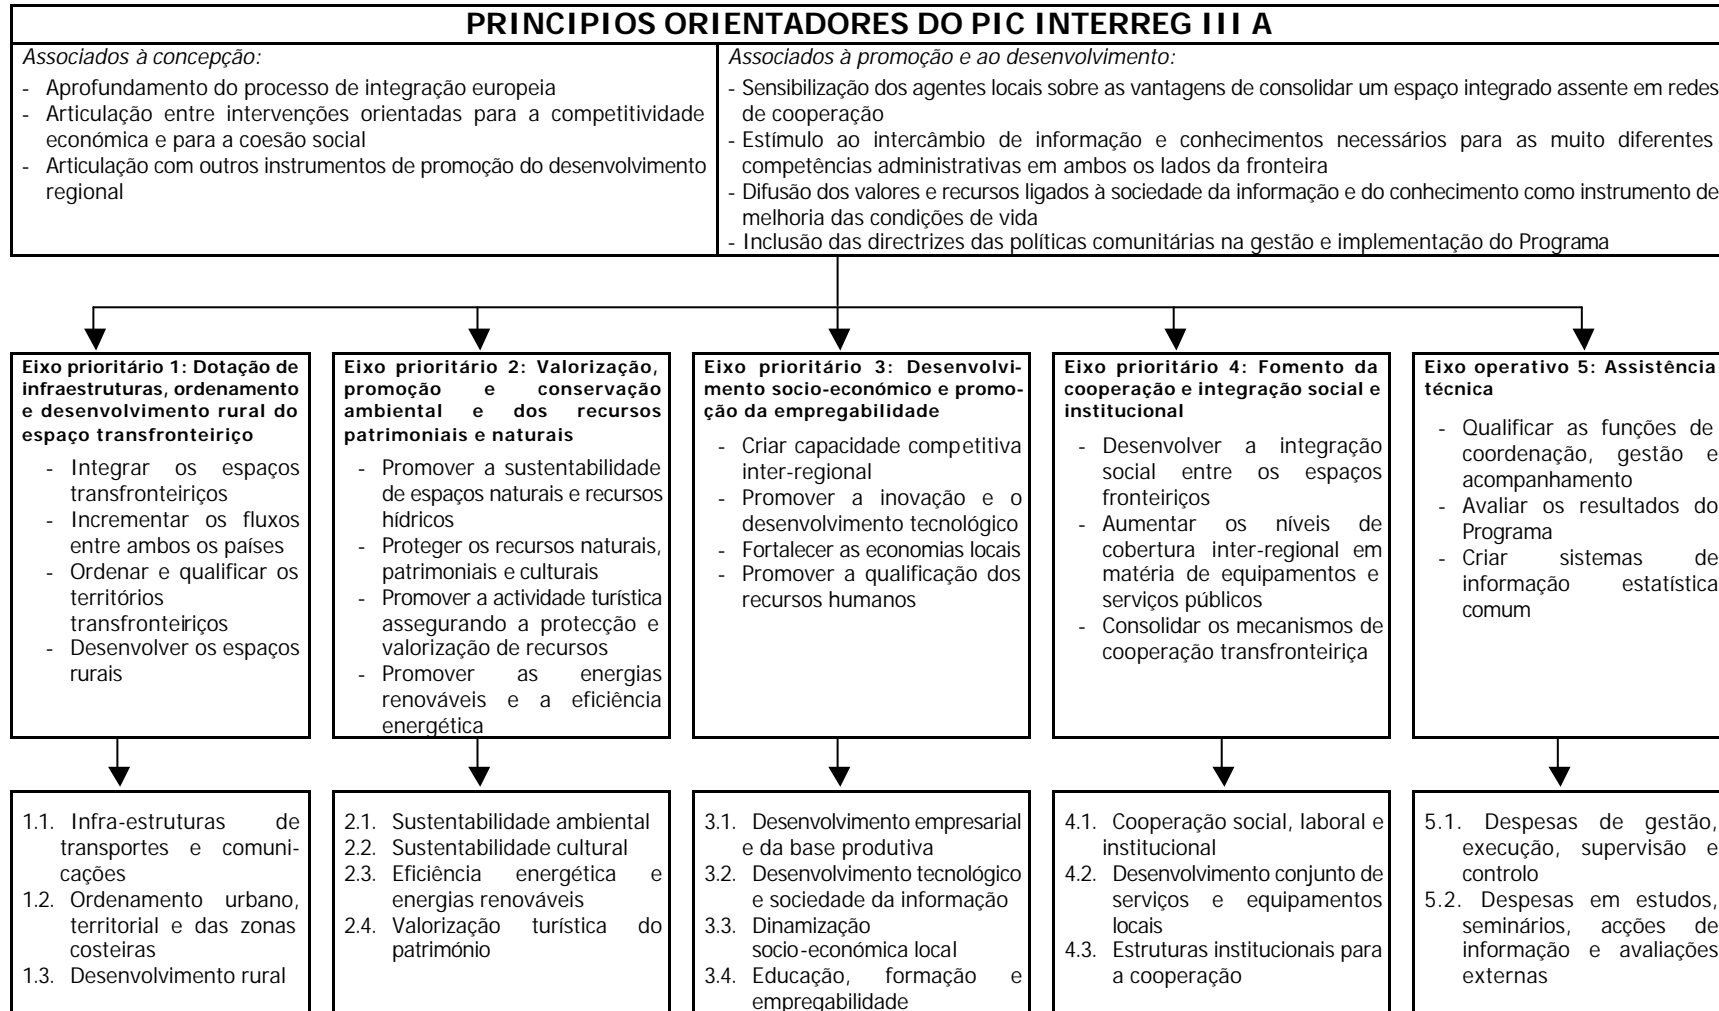 PRINCIPIOS ORIENTADORES DO PIC INTERREG III A
Associados à concepção:
- Aprofundamento do processo de integração europeia
- Articulação entre intervenções orientadas para a competitividade
económica e para a coesão social
- Articulação com outros instrumentos de promoção do desenvolvimento
regional
Associados à promoção e ao desenvolvimento:
- Sensibilização dos agentes locais sobre as vantagens de consolidar um espaço integrado assente em redes
de cooperação
- Estímulo ao intercâmbio de informação e conhecimentos necessários para as muito diferentes
competências administrativas em ambos os lados da fronteira
- Difusão dos valores e recursos ligados à sociedade da informação e do conhecimento como instrumento de
melhoria das condições de vida
- Inclusão das directrizes das políticas comunitárias na gestão e implementação do Programa
Eixo prioritário 1: Dotação de
infraestruturas, ordenamento
e desenvolvimento rural do
espaço transfronteiriço
- Integrar os espaços
transfronteiriços
- Incrementar os fluxos
entre ambos os países
- Ordenar e qualificar os
territórios
transfronteiriços
- Desenvolver os espaços
rurais
Eixo prioritário 2: Valorização,
promoção e conservação
ambiental e dos recursos
patrimoniais e naturais
- Promover a sustentabilidade
de espaços naturais e recursos
hídricos
- Proteger os recursos naturais,
patrimoniais e culturais
- Promover a actividade turística
assegurando a protecção e
valorização de recursos
- Promover as energias
renováveis e a eficiência
energética
Eixo prioritário 3: Desenvolvi-
mento socio-económico e promo-
ção da empregabilidade
- Criar capacidade competitiva
inter-regional
- Promover a inovação e o
desenvolvimento tecnológico
- Fortalecer as economias locais
- Promover a qualificação dos
recursos humanos
Eixo prioritário 4: Fomento da
cooperação e integração social e
institucional
- Desenvolver a integração
social entre os espaços
fronteiriços
- Aumentar os níveis de
cobertura inter-regional em
matéria de equipamentos e
serviços públicos
- Consolidar os mecanismos de
cooperação transfronteiriça
Eixo operativo 5: Assistência
técnica
- Qualificar as funções de
coordenação, gestão e
acompanhamento
- Avaliar os resultados do
Programa
- Criar sistemas de
informação estatística
comum
1.1. Infra-estruturas de
transportes e comuni-
cações
1.2. Ordenamento urbano,
territorial e das zonas
costeiras
1.3. Desenvolvimento rural
2.1. Sustentabilidade ambiental
2.2. Sustentabilidade cultural
2.3. Eficiência energética e
energias renováveis
2.4. Valorização turística do
património
3.1. Desenvolvimento empresarial
e da base produtiva
3.2. Desenvolvimento tecnológico
e sociedade da informação
3.3. Dinamização
socio-económica local
3.4. Educação, formação e
empregabilidade
4.1. Cooperação social, laboral e
institucional
4.2. Desenvolvimento conjunto de
serviços e equipamentos
locais
4.3. Estruturas institucionais para
a cooperação
5.1. Despesas de gestão,
execução, supervisão e
controlo
5.2. Despesas em estudos,
seminários, acções de
informação e avaliações
externas